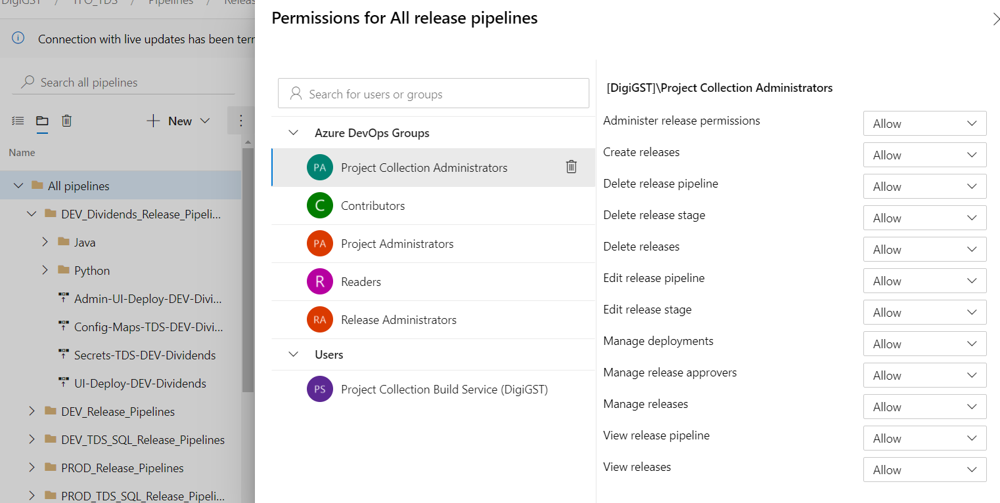 DigiGST / TFO_TDS / Pipelines / Releas
Connection with live updates has been terr
Search all pipelines
New
Name
All pipelines
DEV_Dividends_Release_Pipeli...
Java
Python
Admin-UI-Deploy-DEV-Divi...
Config-Maps-TDS-DEV-Divi...
Secrets-TDS-DEV-Dividends
UI-Deploy-DEV-Dividends
DEV_Release_Pipelines
DEV_TDS_SQL_Release_Pipelines
PROD_Release_Pipelines
PROD_TDS_SQL_Release_Pipeli...
Permissions for All release pipelines
Search for users or groups
Azure DevOps Groups
PA Project Collection Administrators
C Contributors
PA Project Administrators
R Readers
RA Release Administrators
Users
PS Project Collection Build Service (DigiGST)
[DigiGST]\Project Collection Administrators
Administer release permissions Allow
Create releases Allow
Delete release pipeline Allow
Delete release stage Allow
Delete releases Allow
Edit release pipeline Allow
Edit release stage Allow
Manage deployments Allow
Manage release approvers Allow
Manage releases Allow
View release pipeline Allow
View releases Allow